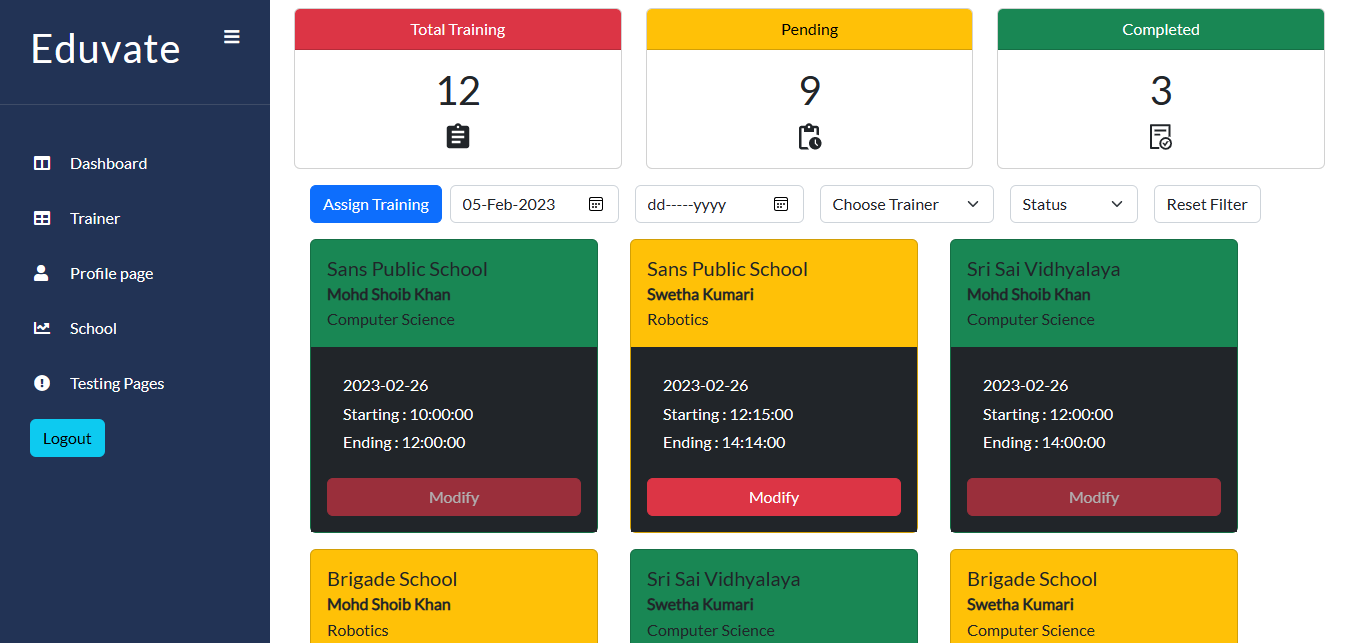 Eduvate
Dashboard
Trainer
Profile page
School
Testing Pages
Logout
Total Training
12
Pending
9
Completed
3
Assign Training
05-Feb-2023
dd-----yyyy
Choose Trainer
Status
Reset Filter
Sans Public School
Mohd Shoib Khan
Computer Science
2023-02-26
Starting : 10:00:00
Ending : 12:00:00
Modify
Sans Public School
Swetha Kumari
Robotics
2023-02-26
Starting : 12:15:00
Ending : 14:14:00
Modify
Sri Sai Vidhyalaya
Mohd Shoib Khan
Computer Science
2023-02-26
Starting : 12:00:00
Ending : 14:00:00
Modify
Brigade School
Mohd Shoib Khan
Robotics
Sri Sai Vidhyalaya
Swetha Kumari
Computer Science
Brigade School
Swetha Kumari
Computer Science